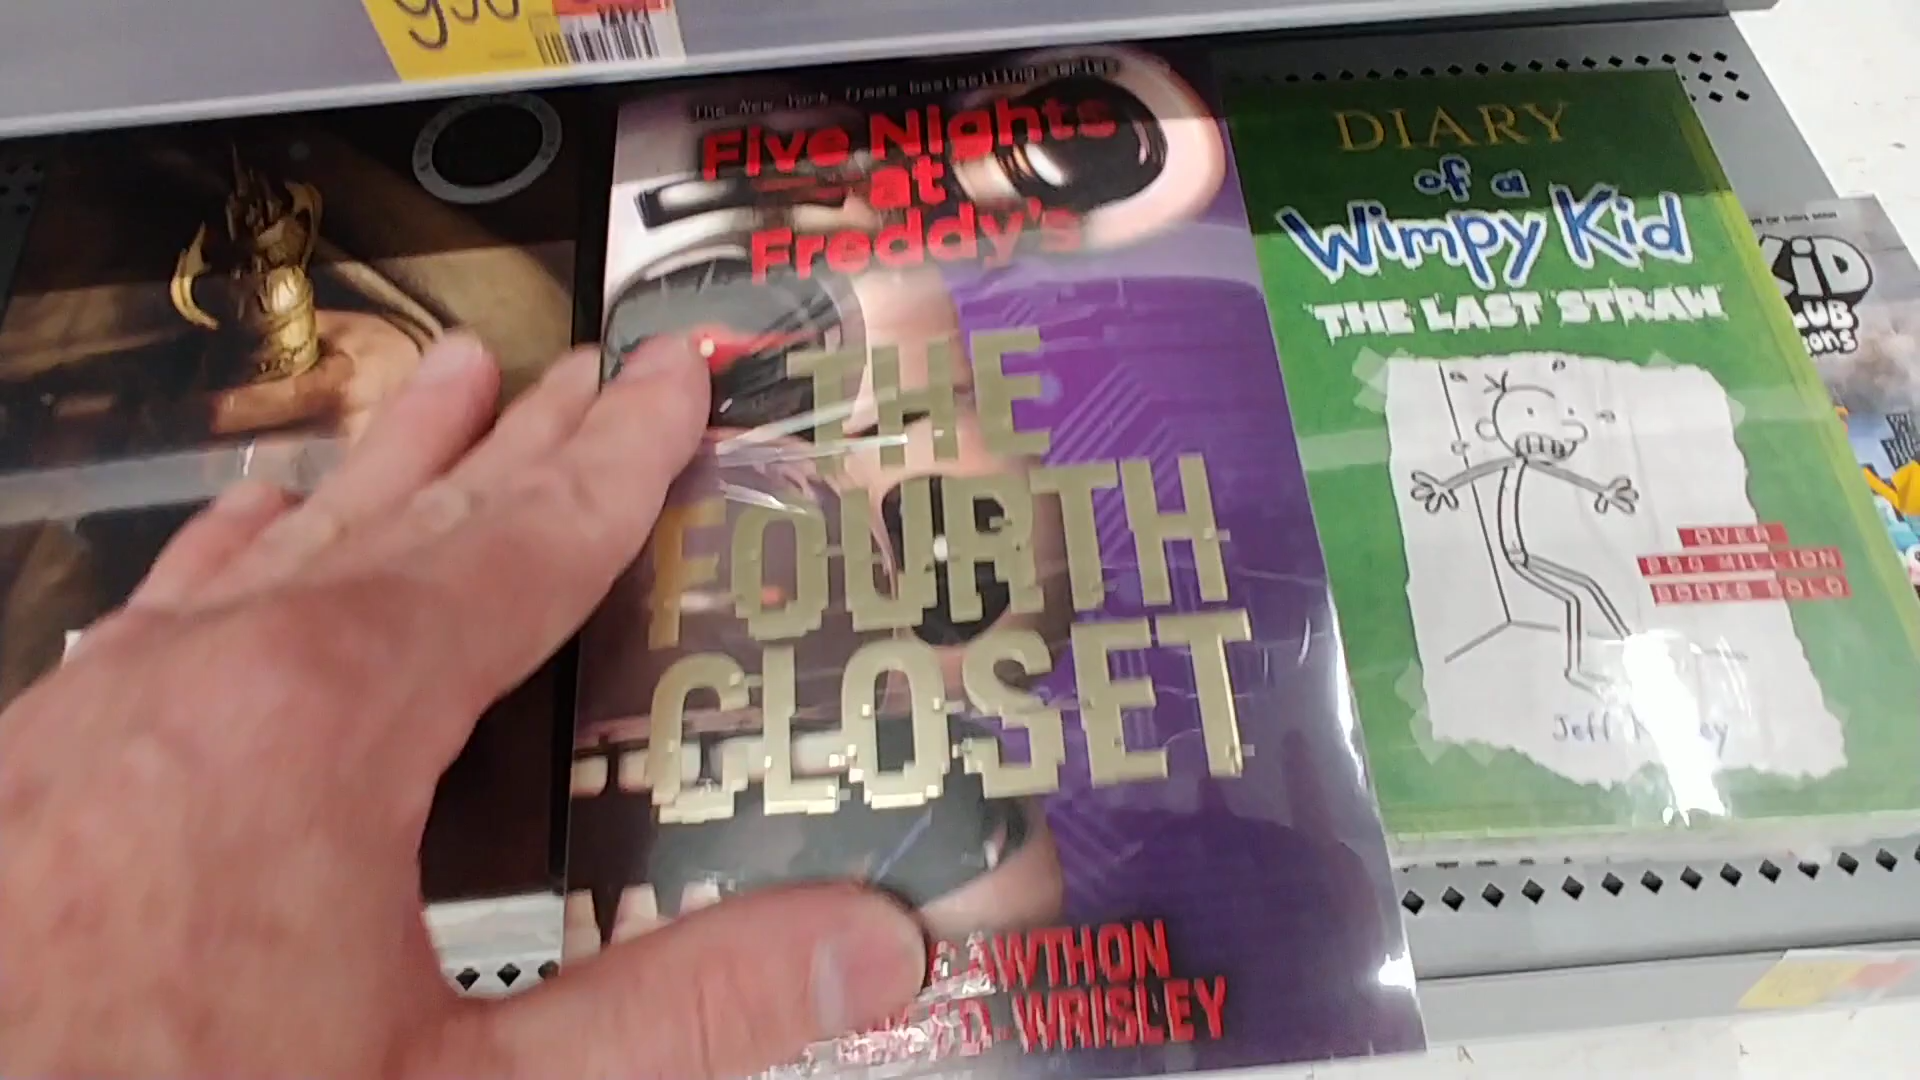 The New York Times bestselling series
Five Nights
at
Freddy's
THE
FOURTH
CLOSET
CAWTHON
WRISLEY
DIARY
of a
Wimpy Kid
THE LAST STRAW
OVER
BOOKS SOLD
Jeff
KiD